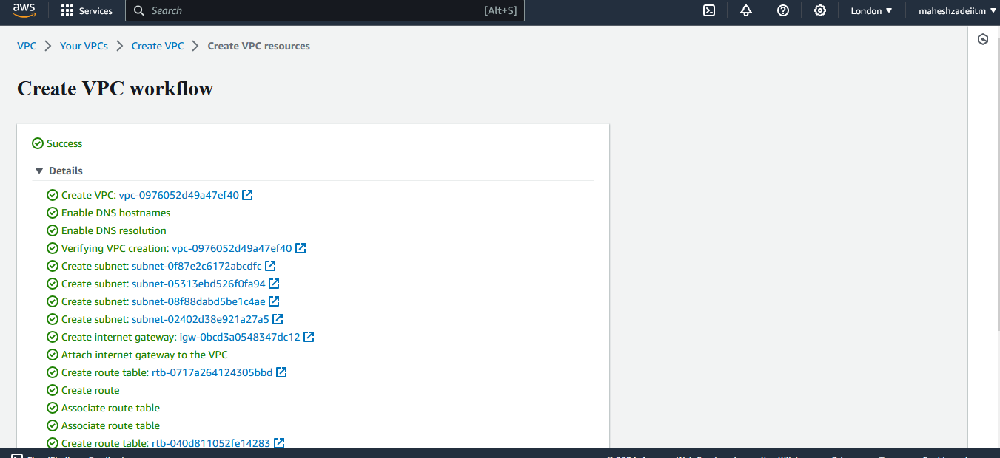 aws
Services
Search
[Alt+S]
London
maheshzadeiitm
VPC
Your VPCs
Create VPC
Create VPC resources
Create VPC workflow
Success
Details
Create VPC: vpc-0976052d49a47ef40
Enable DNS hostnames
Enable DNS resolution
Verifying VPC creation: vpc-0976052d49a47ef40
Create subnet: subnet-0f87e2c6172abcdfc
Create subnet: subnet-05313ebd526f0fa94
Create subnet: subnet-08f88dabd5be1c4ae
Create subnet: subnet-02402d38e921a27a5
Create internet gateway: igw-0bcd3a0548347dc12
Attach internet gateway to the VPC
Create route table: rtb-0717a264124305bbd
Create route
Associate route table
Associate route table
Create route table: rtb-040d811052fe14283